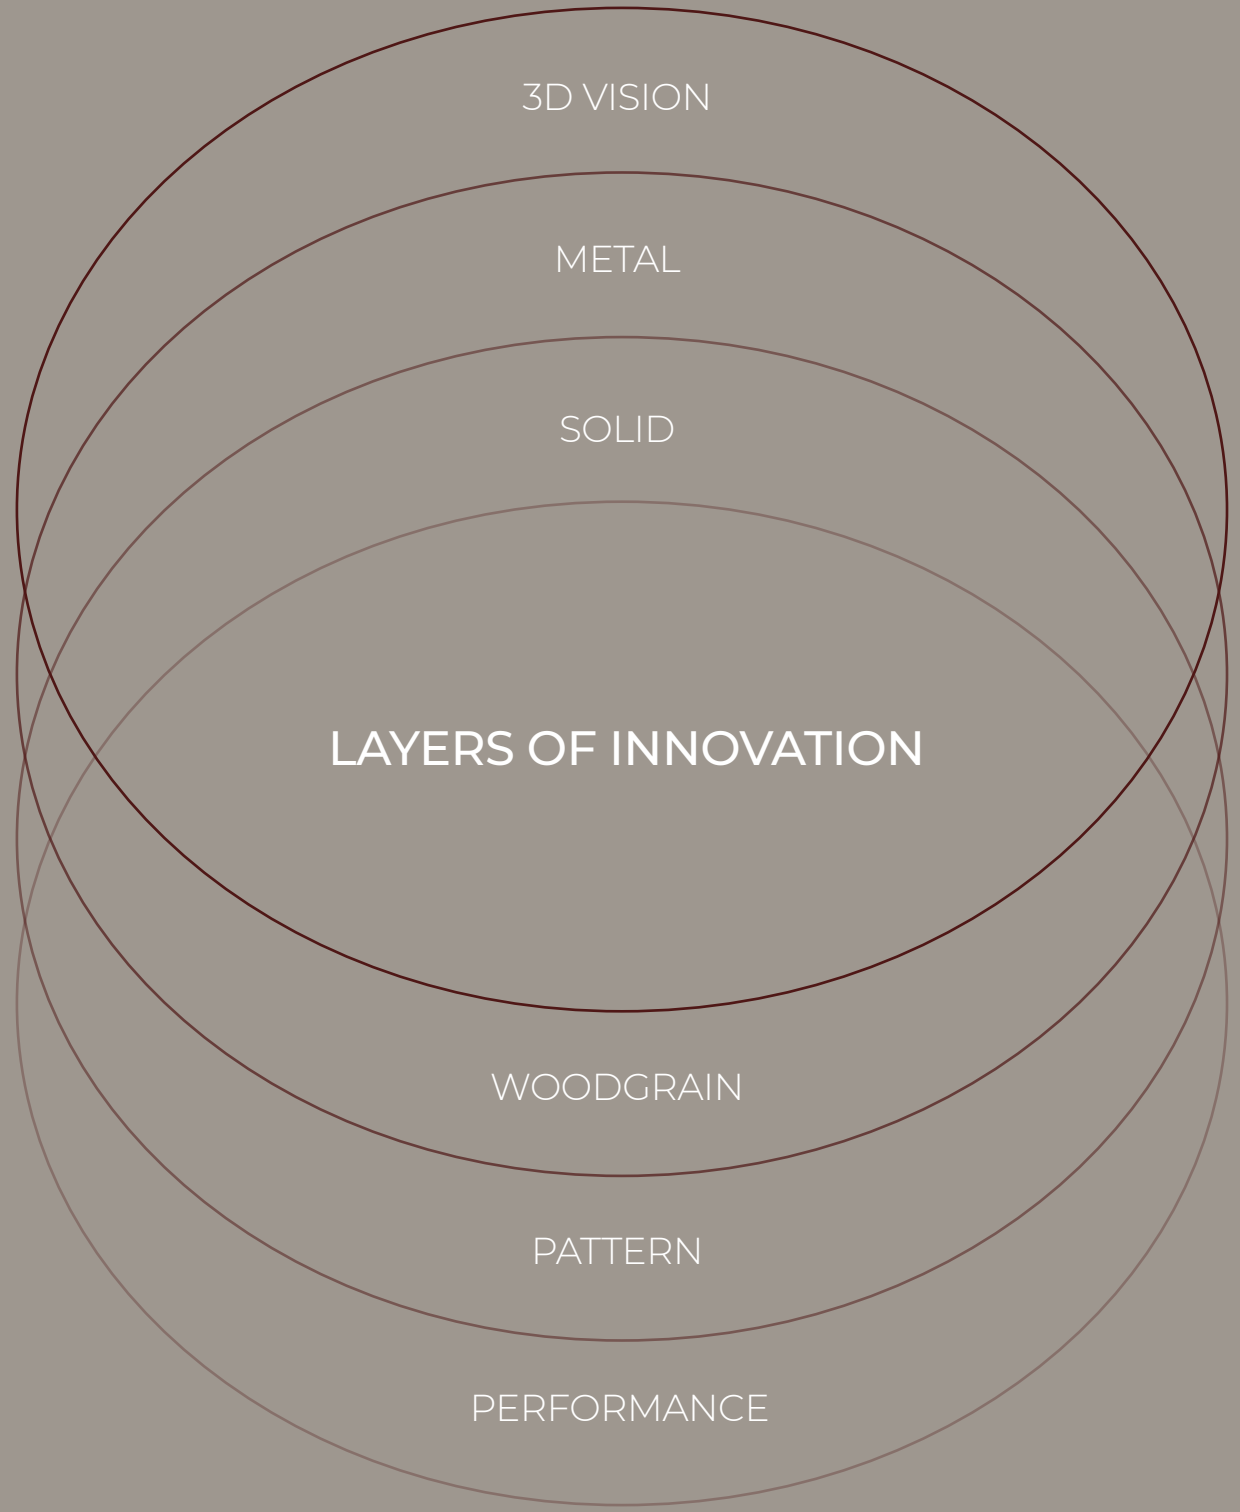 3D VISION
METAL
SOLID
LAYERS OF INNOVATION
WOODGRAIN
PATTERN
PERFORMANCE